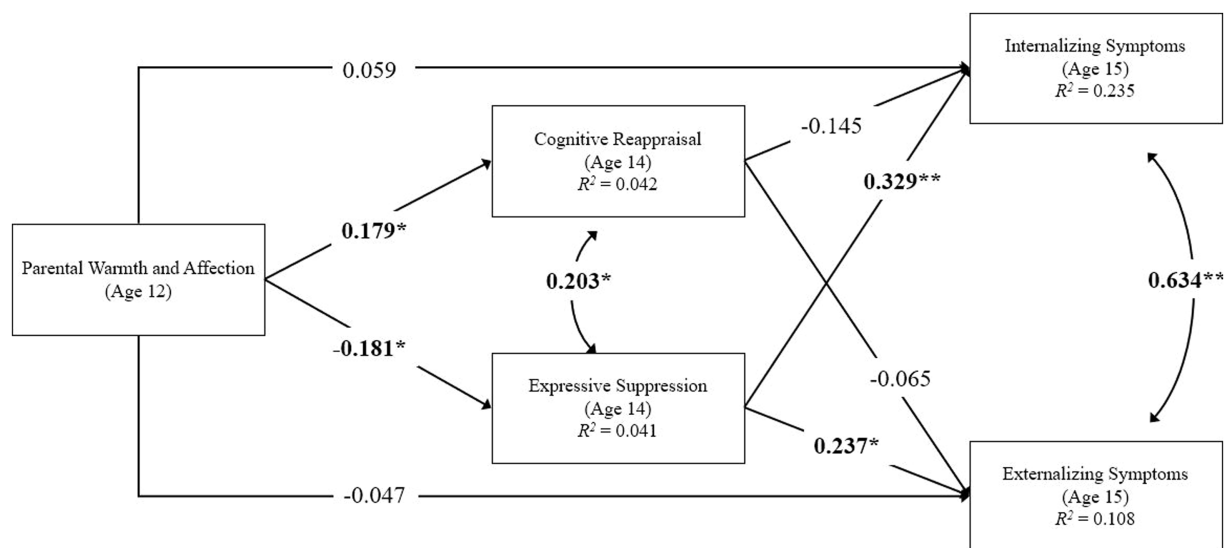 Internalizing Symptoms
(Age 15)
R² = 0.235
0.059
Cognitive Reappraisal
(Age 14)
R² = 0.042
-0.145
0.329**
0.179*
Parental Warmth and Affection
(Age 12)
0.203*
0.634**
-0.181*
Expressive Suppression
(Age 14)
R² = 0.041
-0.065
0.237*
-0.047
Externalizing Symptoms
(Age 15)
R² = 0.108